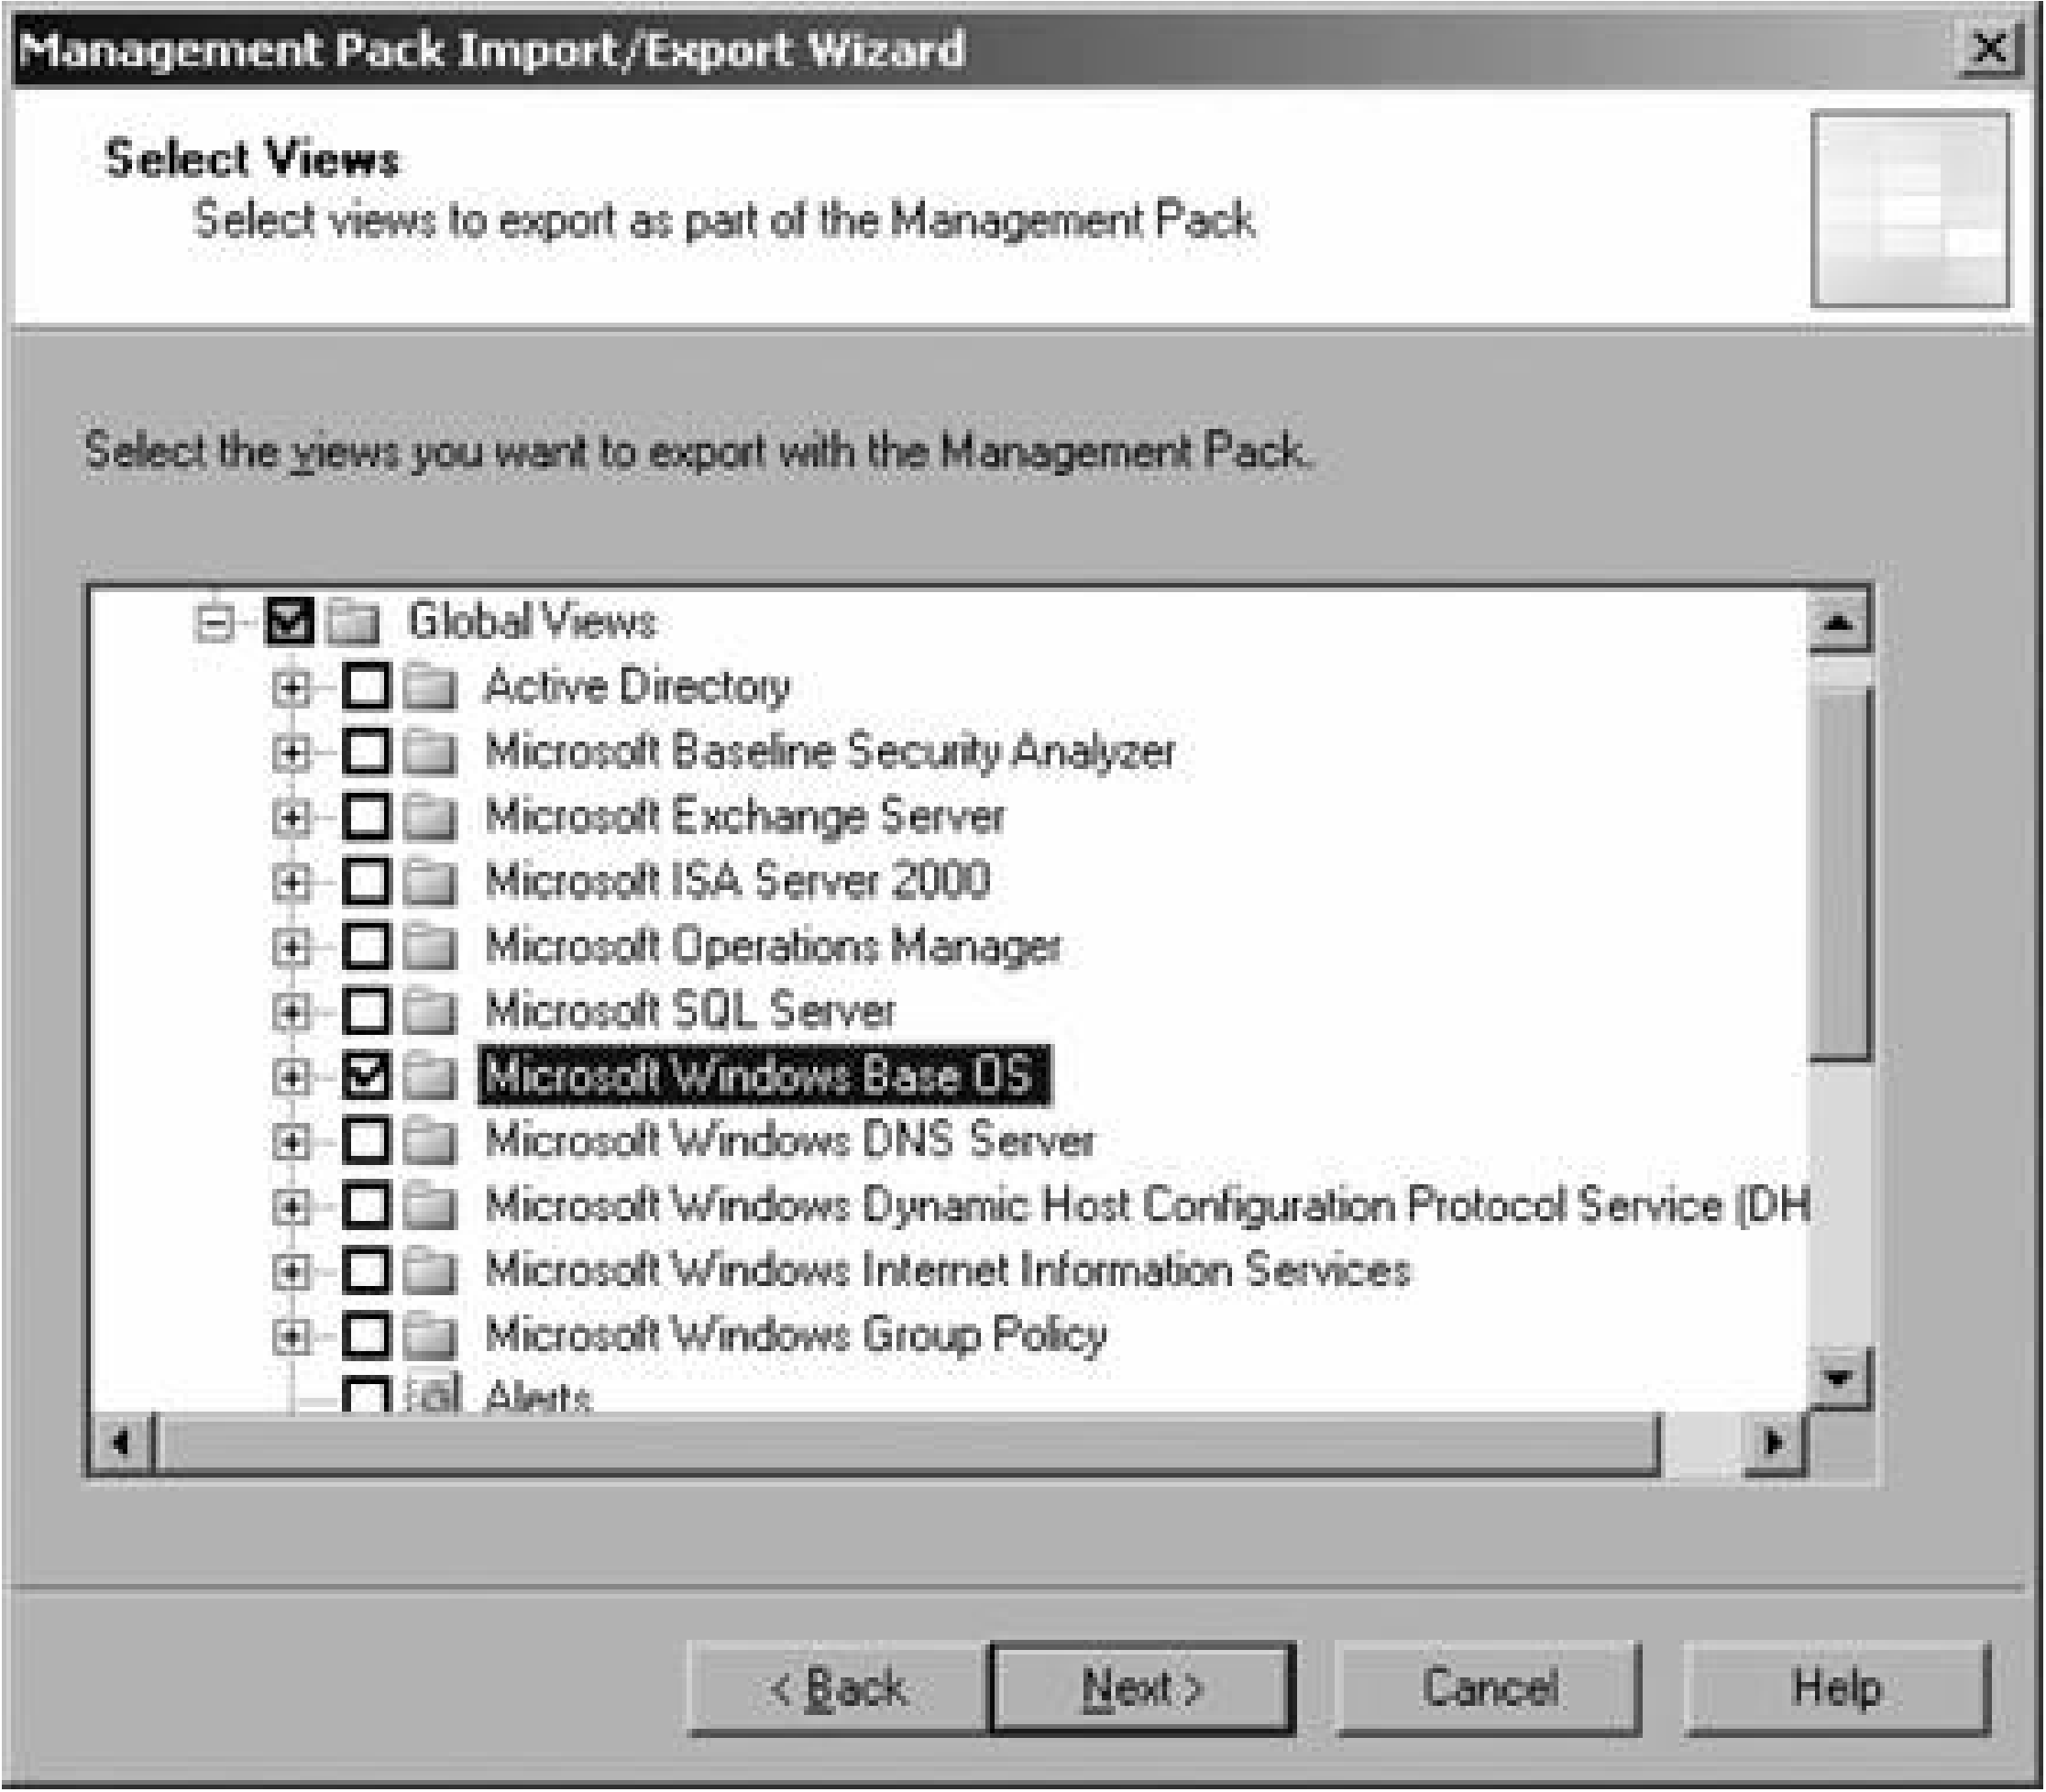 Management Pack Import/Export Wizard
Select Views
Select views to export as part of the Management Pack
Select the views you want to export with the Management Pack.
Global Views
Active Directory
Microsoft Baseline Security Analyzer
Microsoft Exchange Server
Microsoft ISA Server 2000
Microsoft Operations Manager
Microsoft SQL Server
Microsoft Windows Base OS
Microsoft Windows DNS Server
Microsoft Windows Dynamic Host Configuration Protocol Service (DH
Microsoft Windows Internet Information Services
Microsoft Windows Group Policy
Alerts
< Back Next > Cancel Help